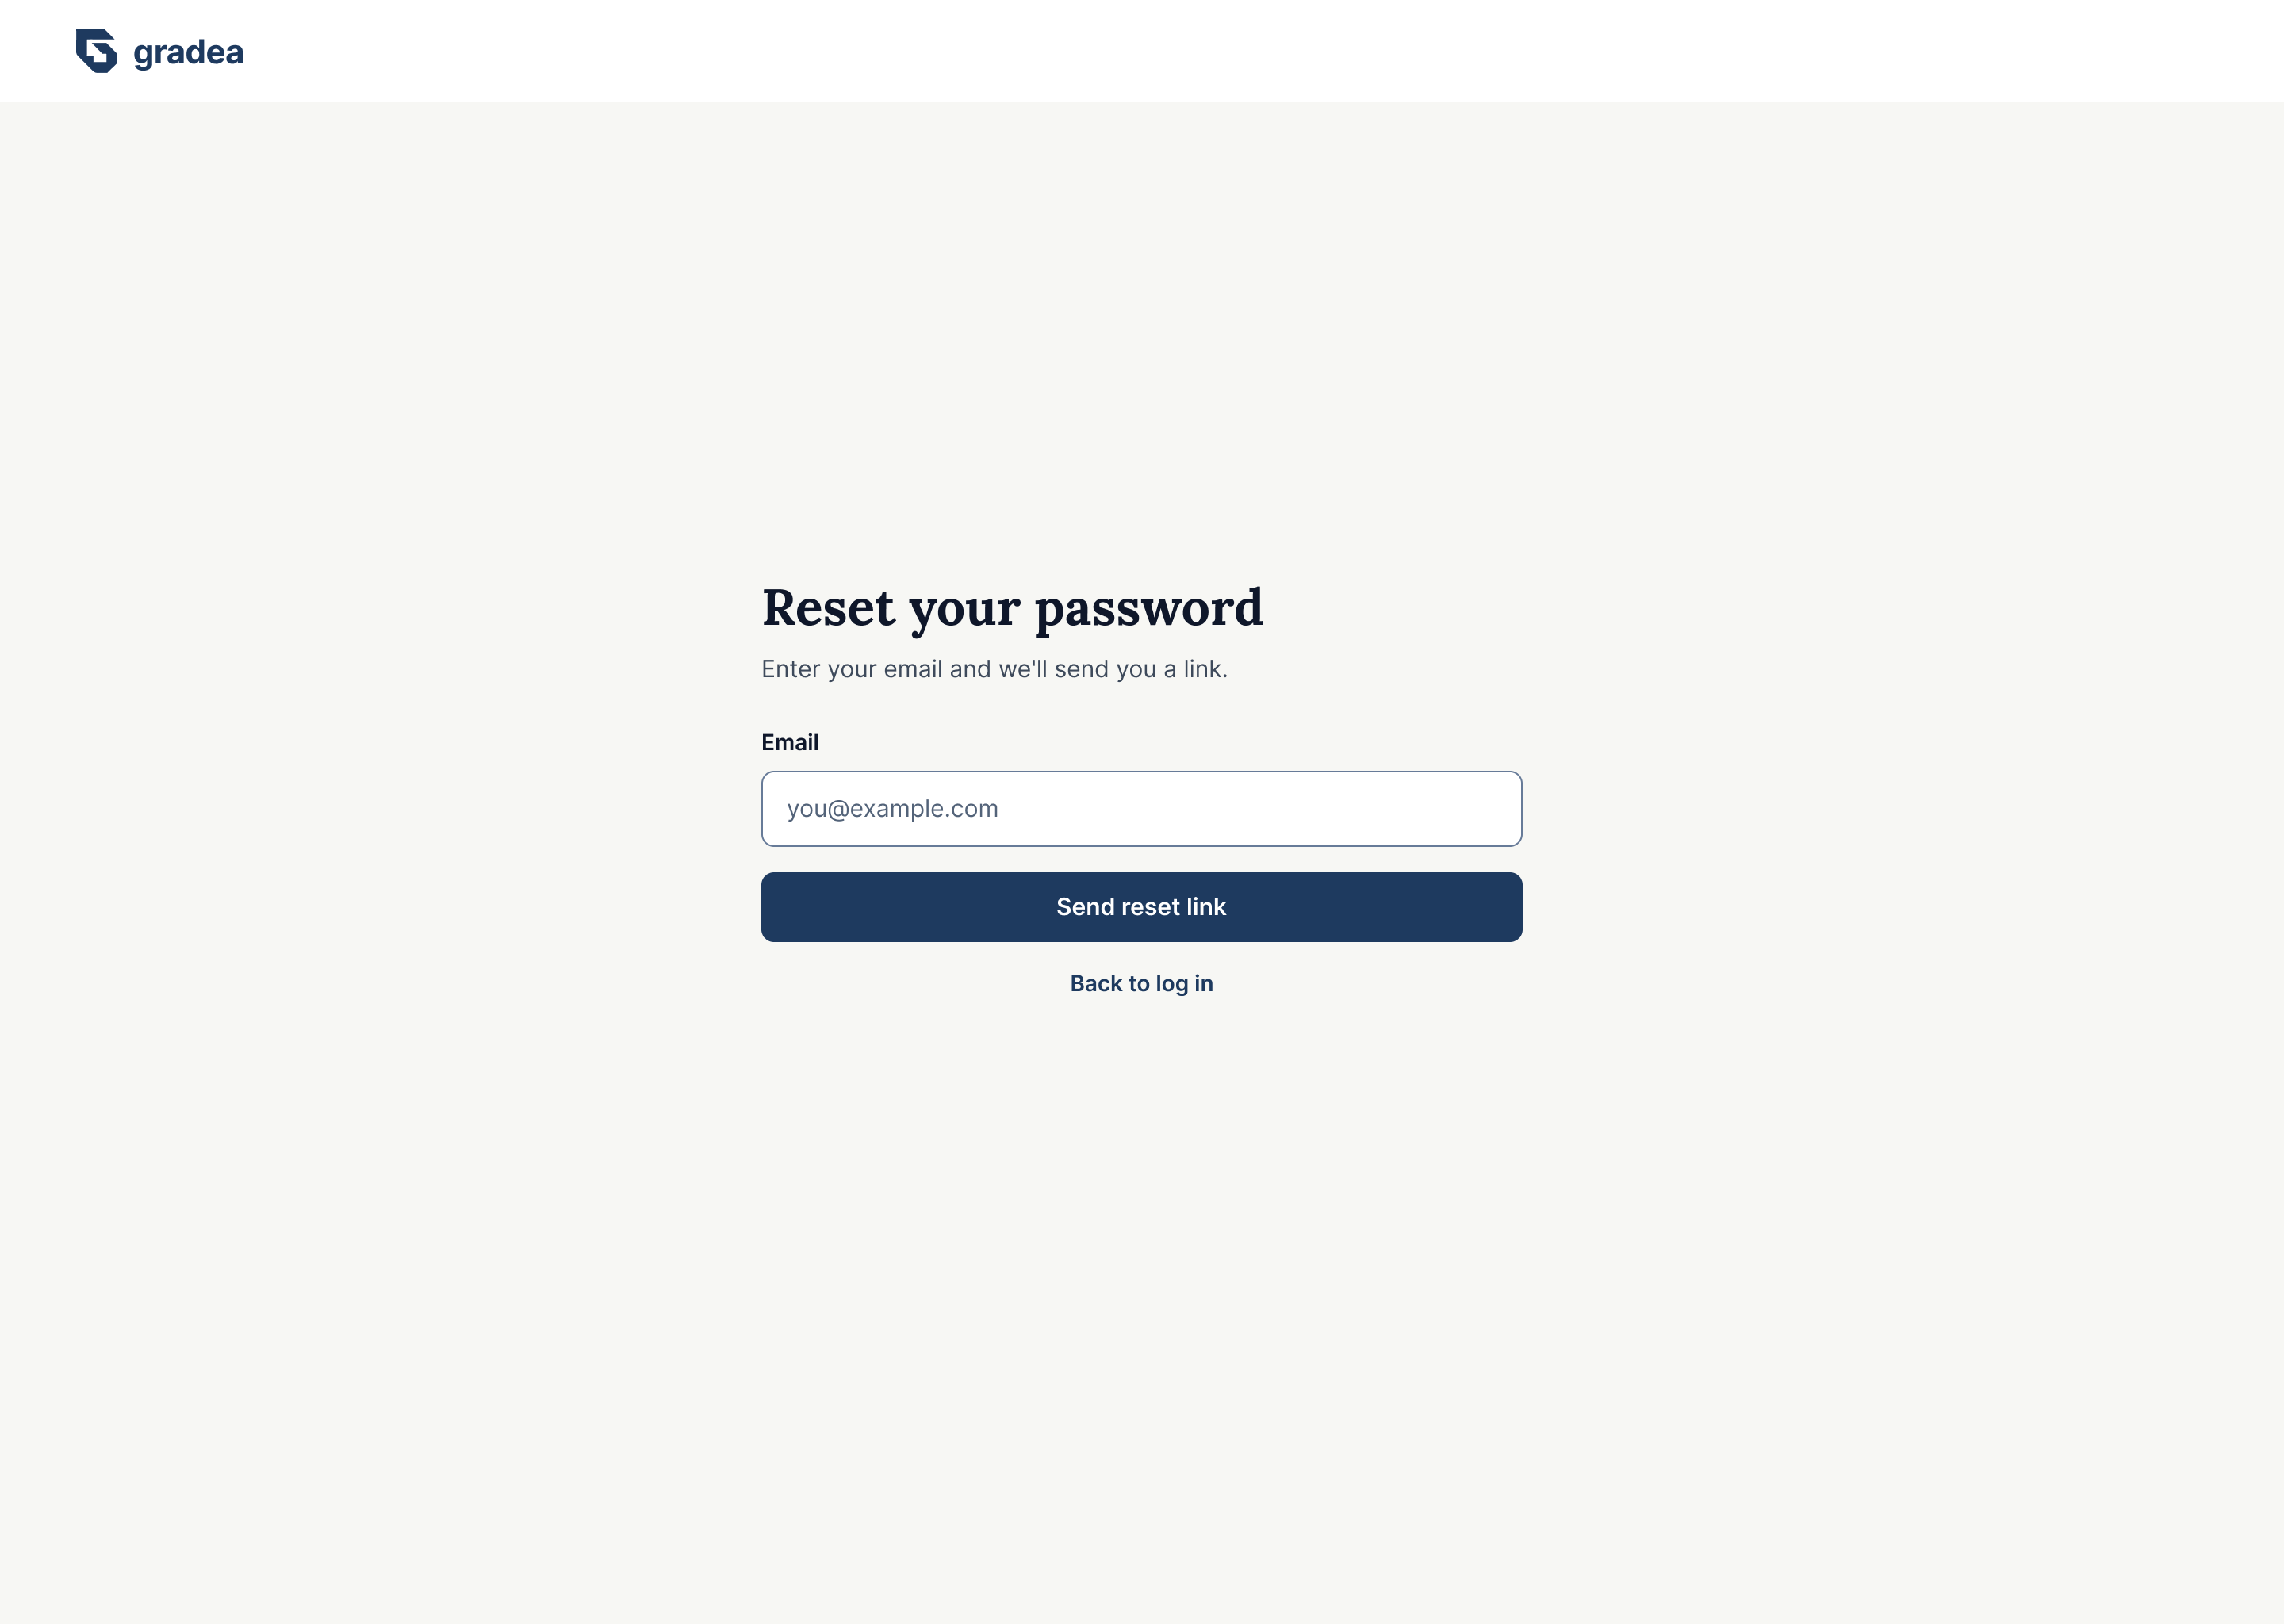 gradea
Reset your password
Enter your email and we'll send you a link.
Email
you@example.com
Send reset link
Back to log in